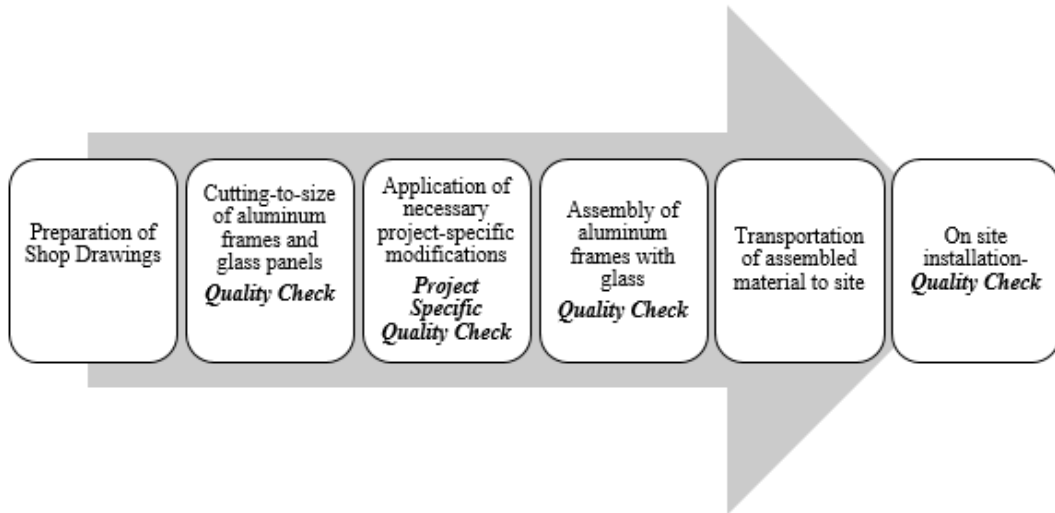 Preparation of
Shop Drawings
Cutting-to-size
of aluminum
frames and
glass panels
Quality Check
Application of
necessary
project-specific
modifications
Project
Specific
Quality Check
Assembly of
aluminum
frames with
glass
Quality Check
Transportation
of assembled
material to site
On site
installation-
Quality Check